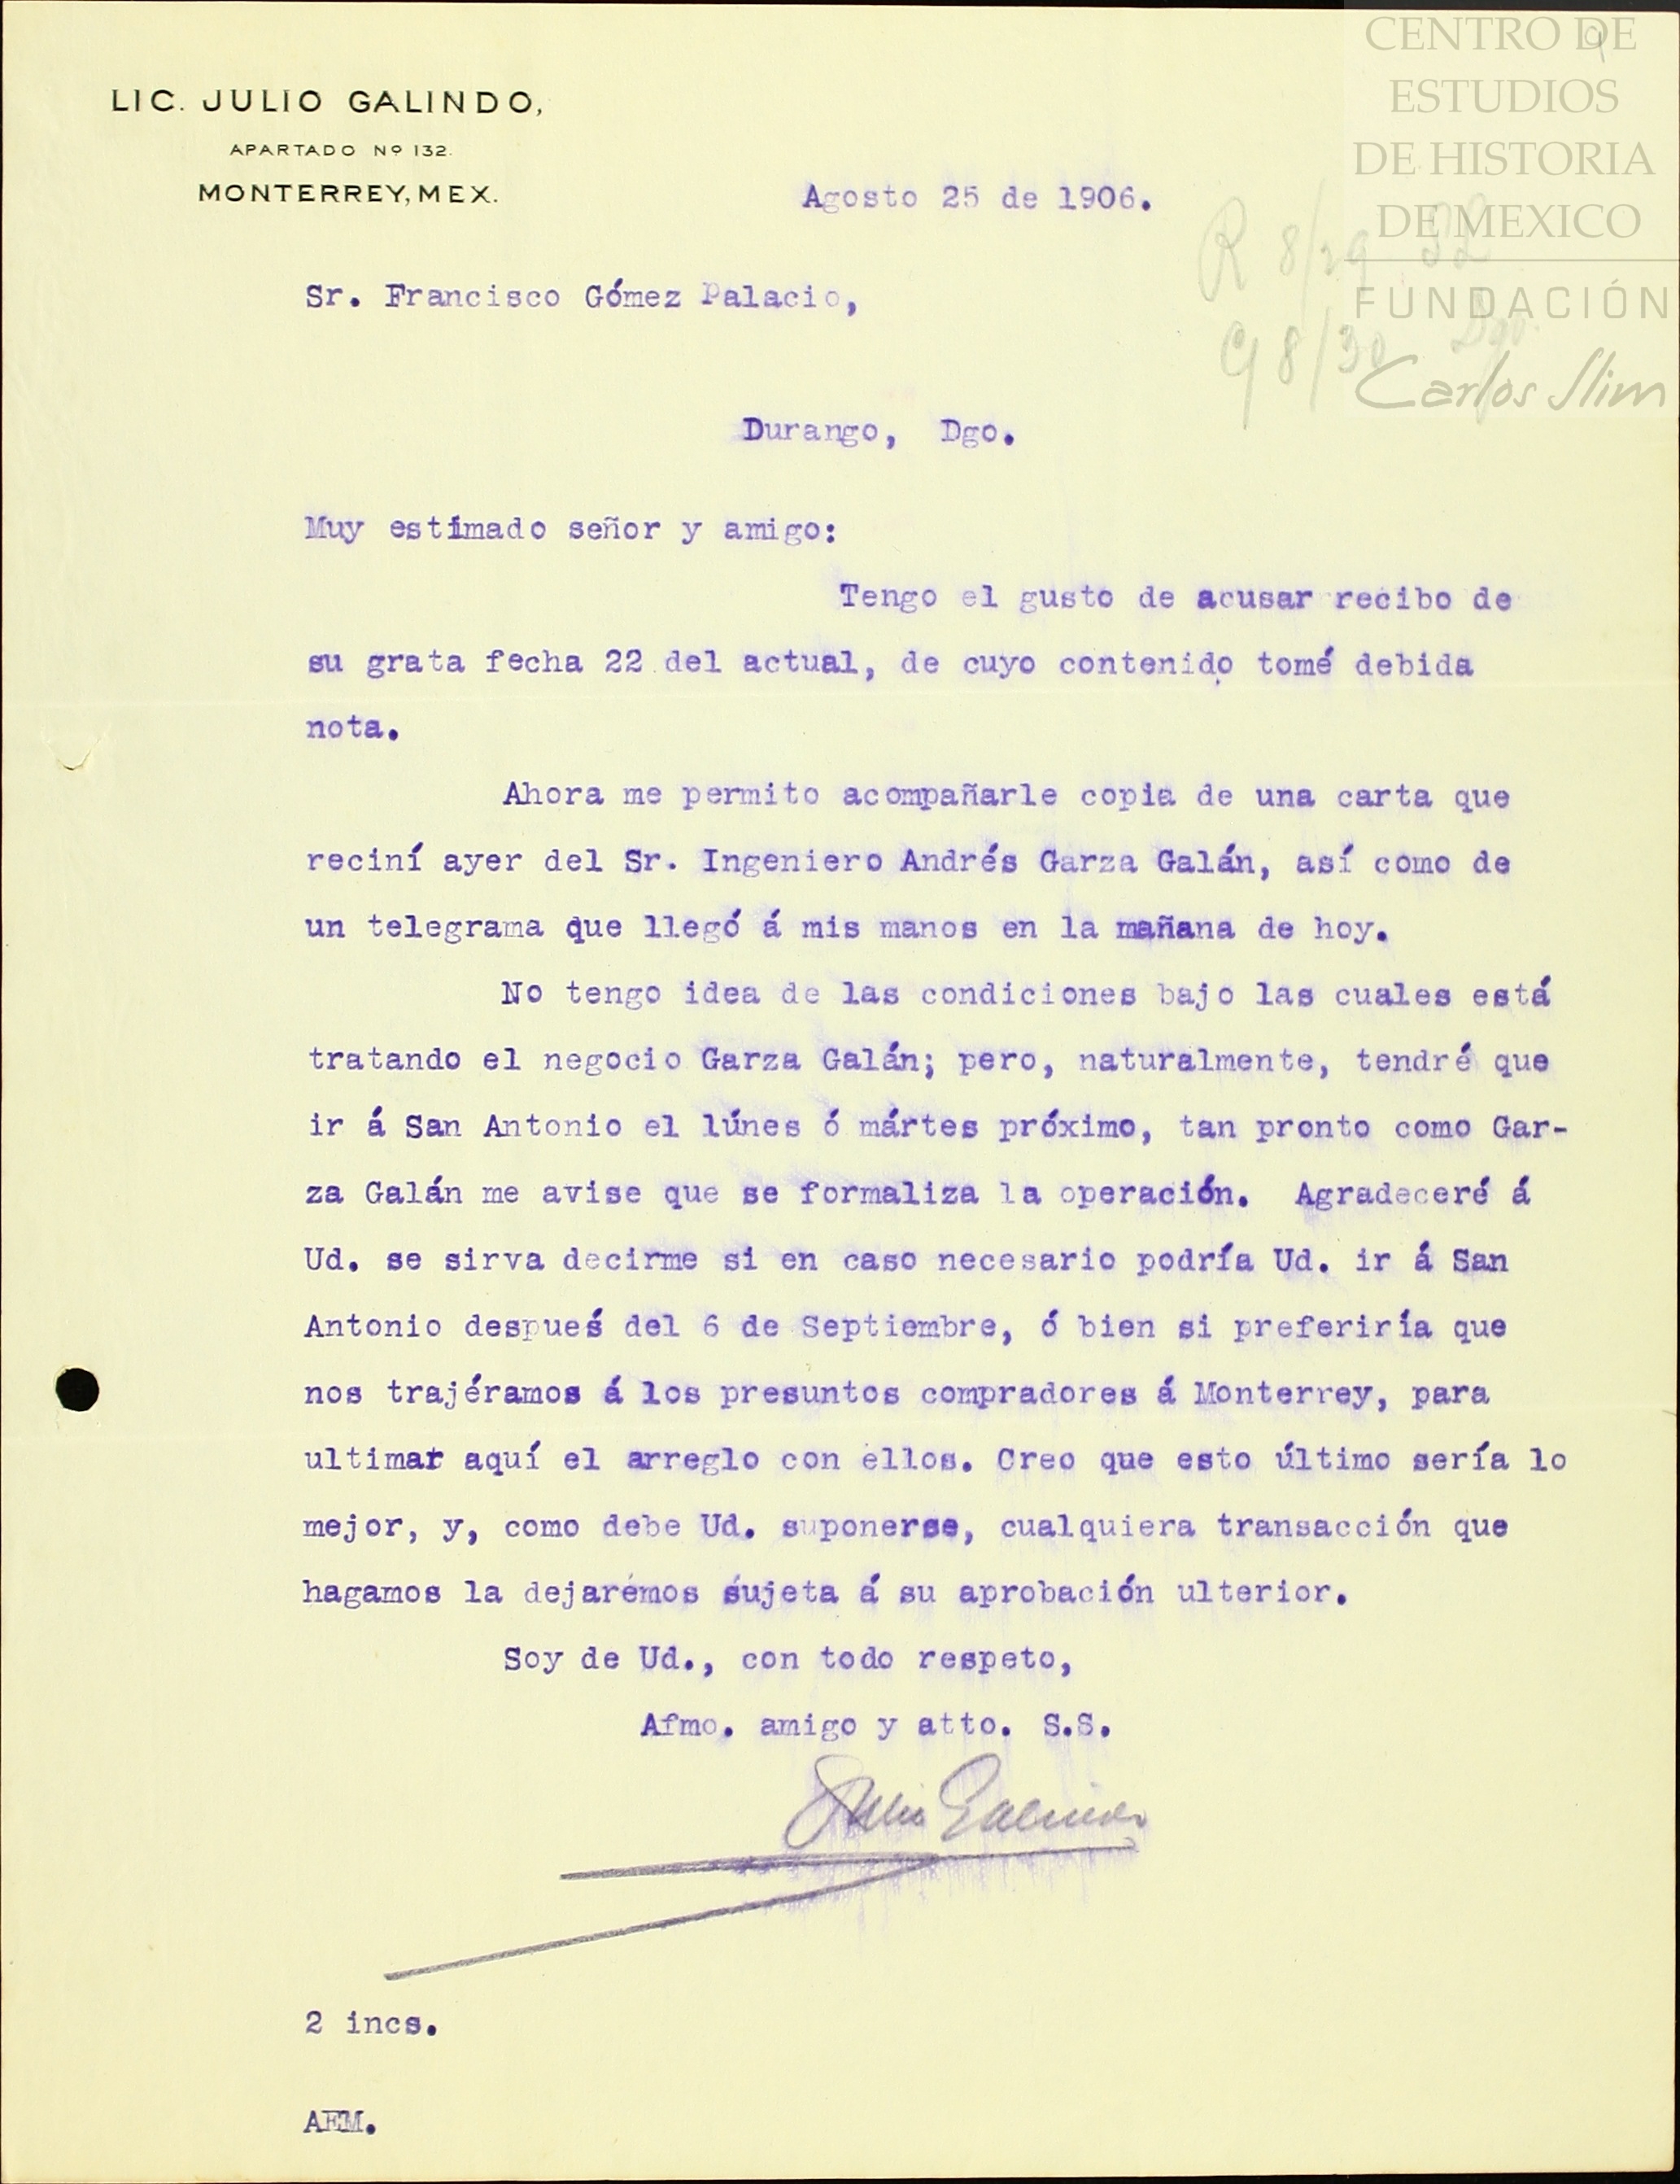 CENTRO DE
ESTUDIOS
DE HISTORIA
DE MEXICO
FUNDACIÓN
Carlos Slim
LIC. JULIO GALINDO,
APARTADO Nº 132.
MONTERREY, MEX.
Agosto 25 de 1906.
R 8/29
C 8/30 Dgo.
Sr. Francisco Gómez Palacio,
Durango, Dgo.
Muy estimado señor y amigo:
Tengo el gusto de acusar recibo de
su grata fecha 22 del actual, de cuyo contenido tomé debida
nota.
Ahora me permito acompañarle copia de una carta que
reciní ayer del Sr. Ingeniero Andrés Garza Galán, así como de
un telegrama que llegó á mis manos en la mañana de hoy.
No tengo idea de las condiciones bajo las cuales está
tratando el negocio Garza Galán; pero, naturalmente, tendré que
ir á San Antonio el lúnes ó mártes próximo, tan pronto como Gar-
za Galán me avise que se formaliza la operación. Agradeceré á
Ud. se sirva decirme si en caso necesario podría Ud. ir á San
Antonio despueś del 6 de Septiembre, ó bien si preferiría que
nos trajéramos á los presuntos compradores á Monterrey, para
ultimar aquí el arreglo con ellos. Creo que esto último sería lo
mejor, y, como debe Ud. suponerse, cualquiera transacción que
hagamos la dejarémos sujeta á su aprobación ulterior.
Soy de Ud., con todo respeto,
Afmo. amigo y atto. S.S.
Julio Galindo
2 incs.
AEM.